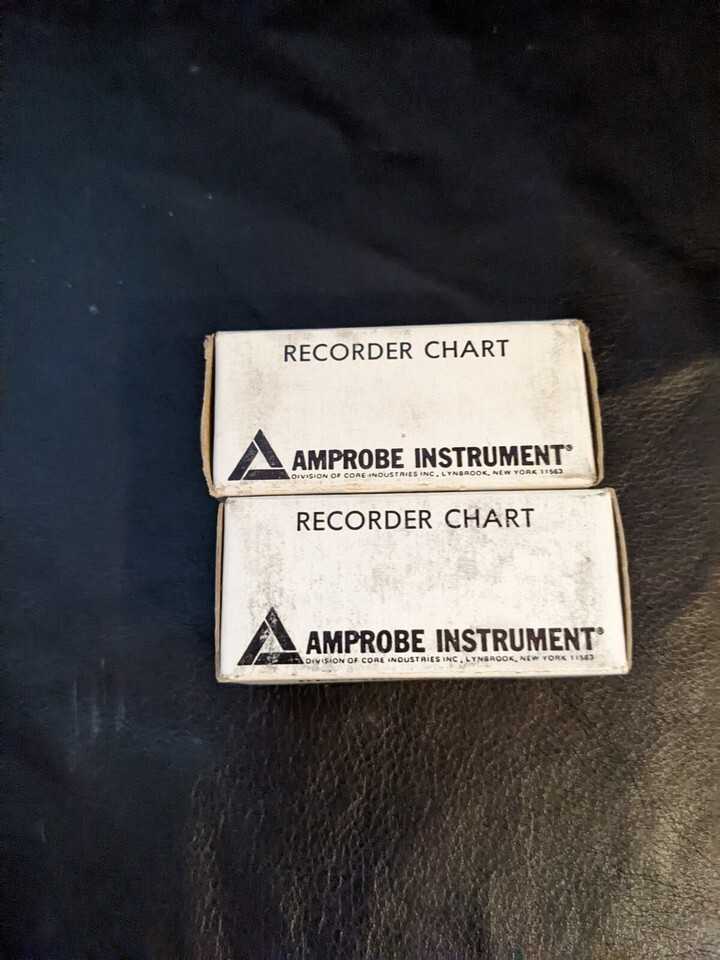 RECORDER CHART
AMPROBE INSTRUMENT®
DIVISION OF CORE INDUSTRIES INC., LYNBROOK, NEW YORK 11563
RECORDER CHART
AMPROBE INSTRUMENT®
DIVISION OF CORE INDUSTRIES INC., LYNBROOK, NEW YORK 11563